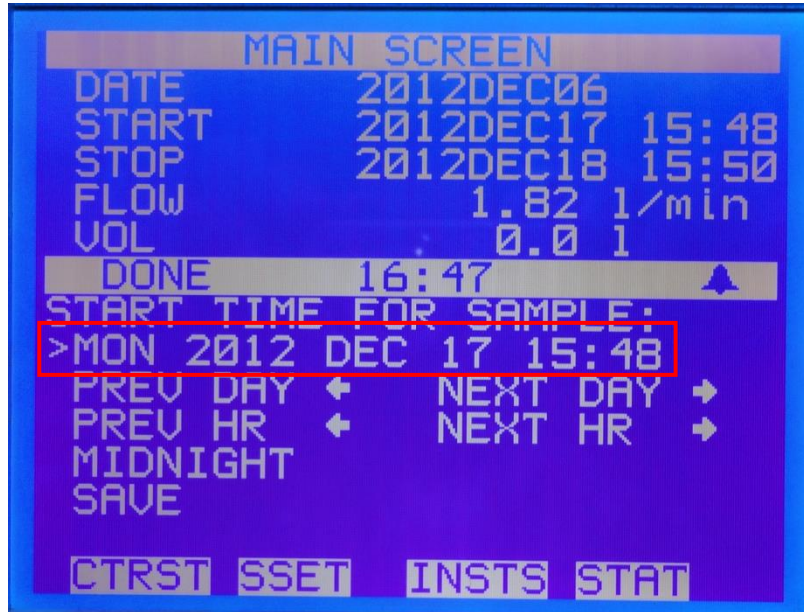 MAIN SCREEN
DATE 2012DEC06
START 2012DEC17 15:48
STOP 2012DEC18 15:50
FLOW 1.82 l/min
VOL 0.0 l
DONE 16:47
START TIME FOR SAMPLE:
>MON 2012 DEC 17 15:48
PREV DAY ← NEXT DAY →
PREV HR ← NEXT HR →
MIDNIGHT
SAVE
CTRST SSET INSTS STAT